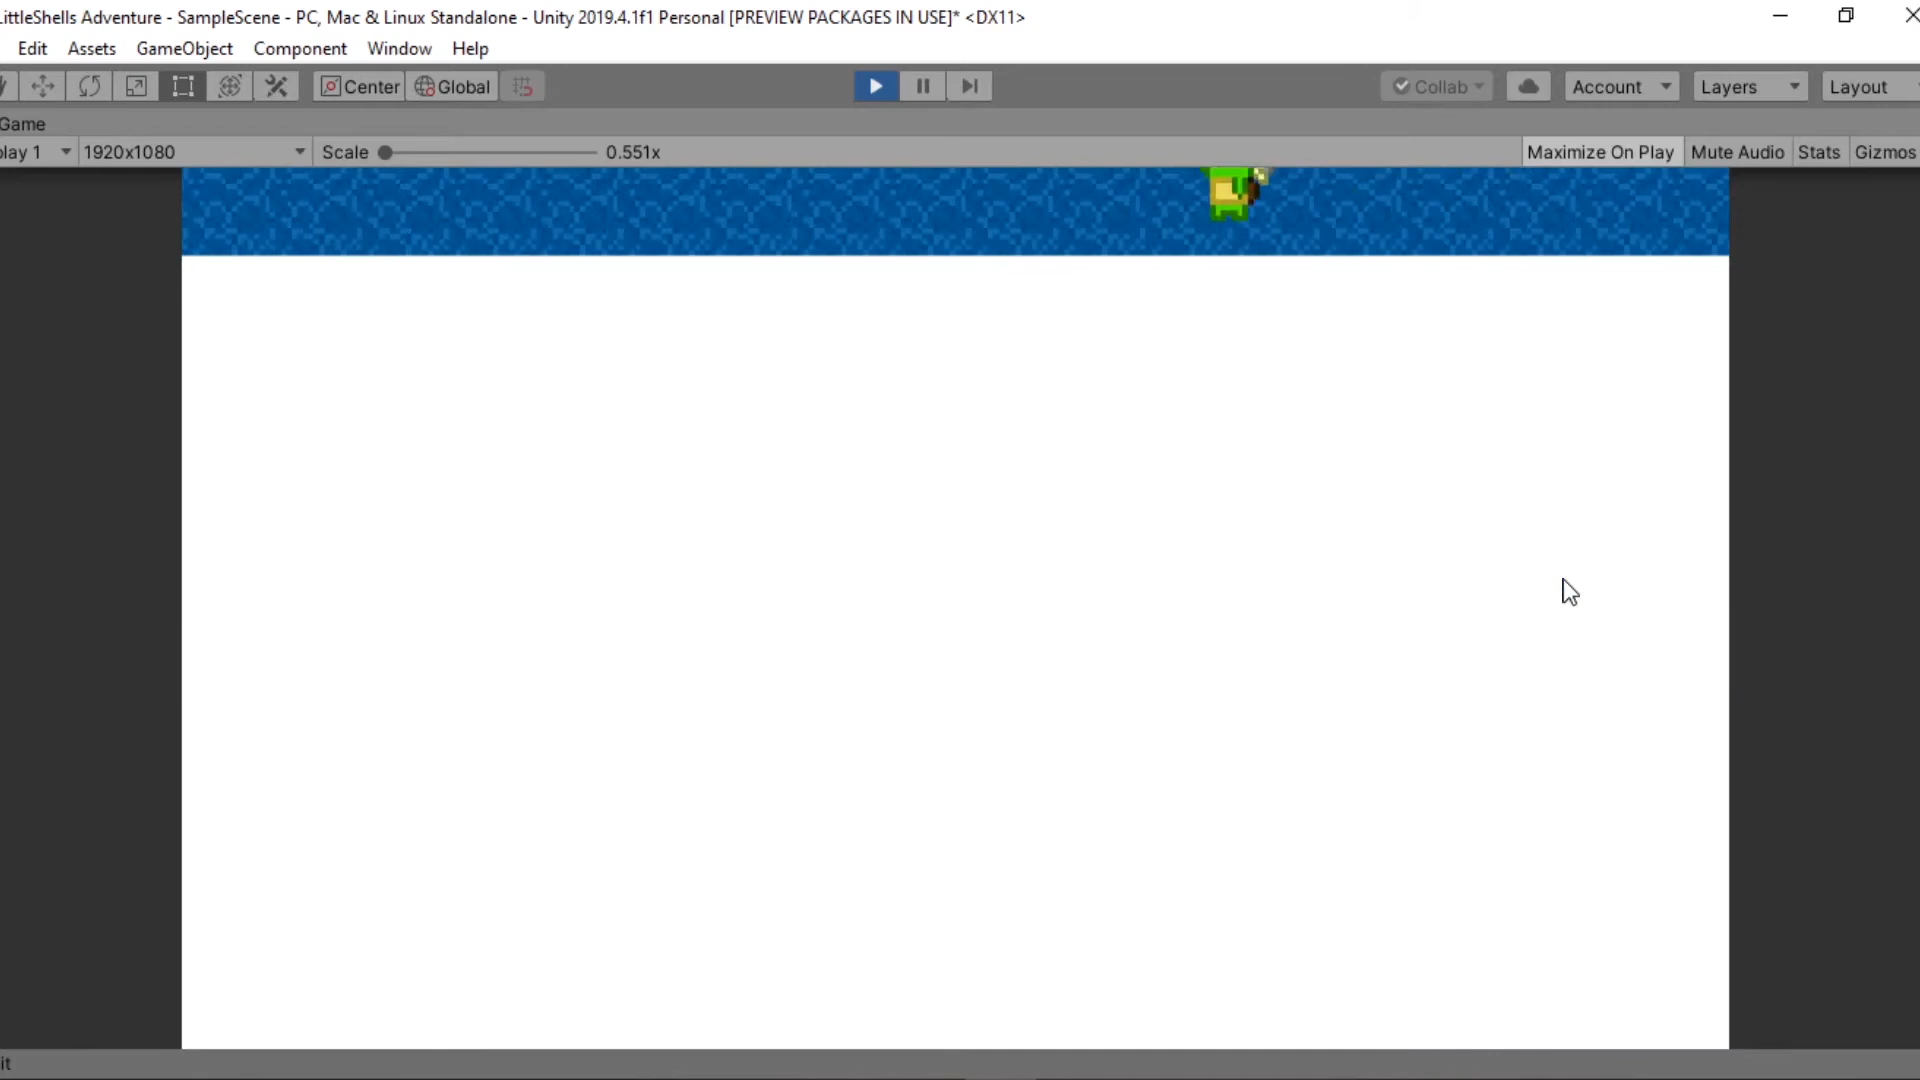 LittleShells Adventure - SampleScene - PC, Mac & Linux Standalone - Unity 2019.4.1f1 Personal [PREVIEW PACKAGES IN USE]* <DX11>
Edit Assets GameObject Component Window Help
Center Global Collab Account Layers Layout
Game
play 1 1920x1080 Scale 0.551x Maximize On Play Mute Audio Stats Gizmos
it